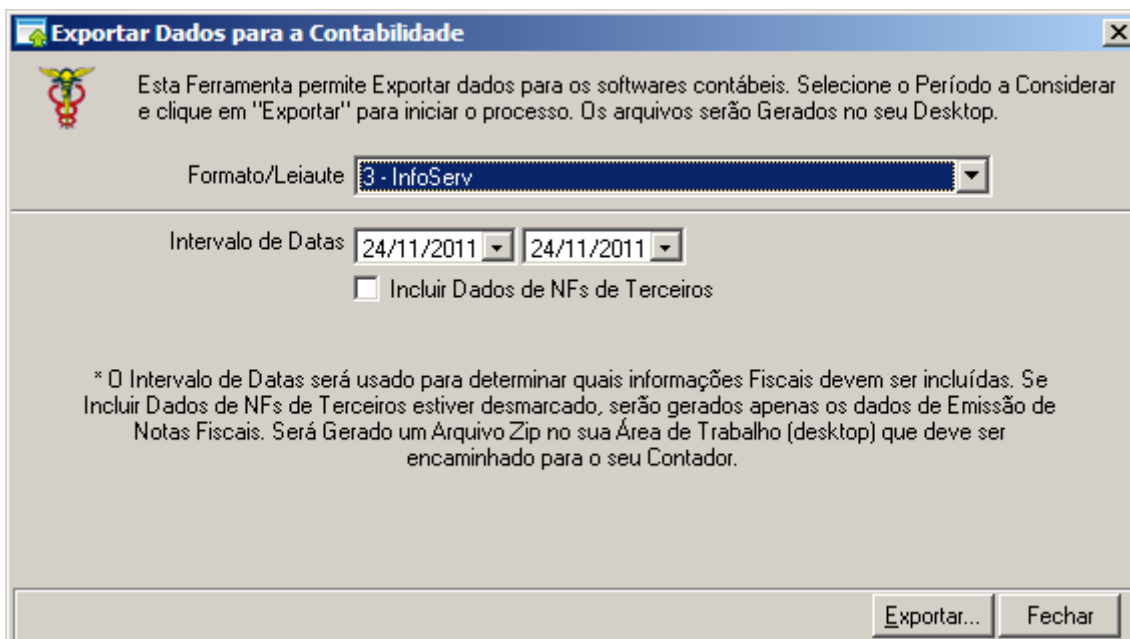 Exportar Dados para a Contabilidade
Esta Ferramenta permite Exportar dados para os softwares contábeis. Selecione o Período a Considerar
e clique em "Exportar" para iniciar o processo. Os arquivos serão Gerados no seu Desktop.
Formato/Leiaute 3 - InfoServ
Intervalo de Datas 24/11/2011 24/11/2011
Incluir Dados de NFs de Terceiros
* O Intervalo de Datas será usado para determinar quais informações Fiscais devem ser incluídas. Se
Incluir Dados de NFs de Terceiros estiver desmarcado, serão gerados apenas os dados de Emissão de
Notas Fiscais. Será Gerado um Arquivo Zip no sua Área de Trabalho (desktop) que deve ser
encaminhado para o seu Contador.
Exportar... Fechar